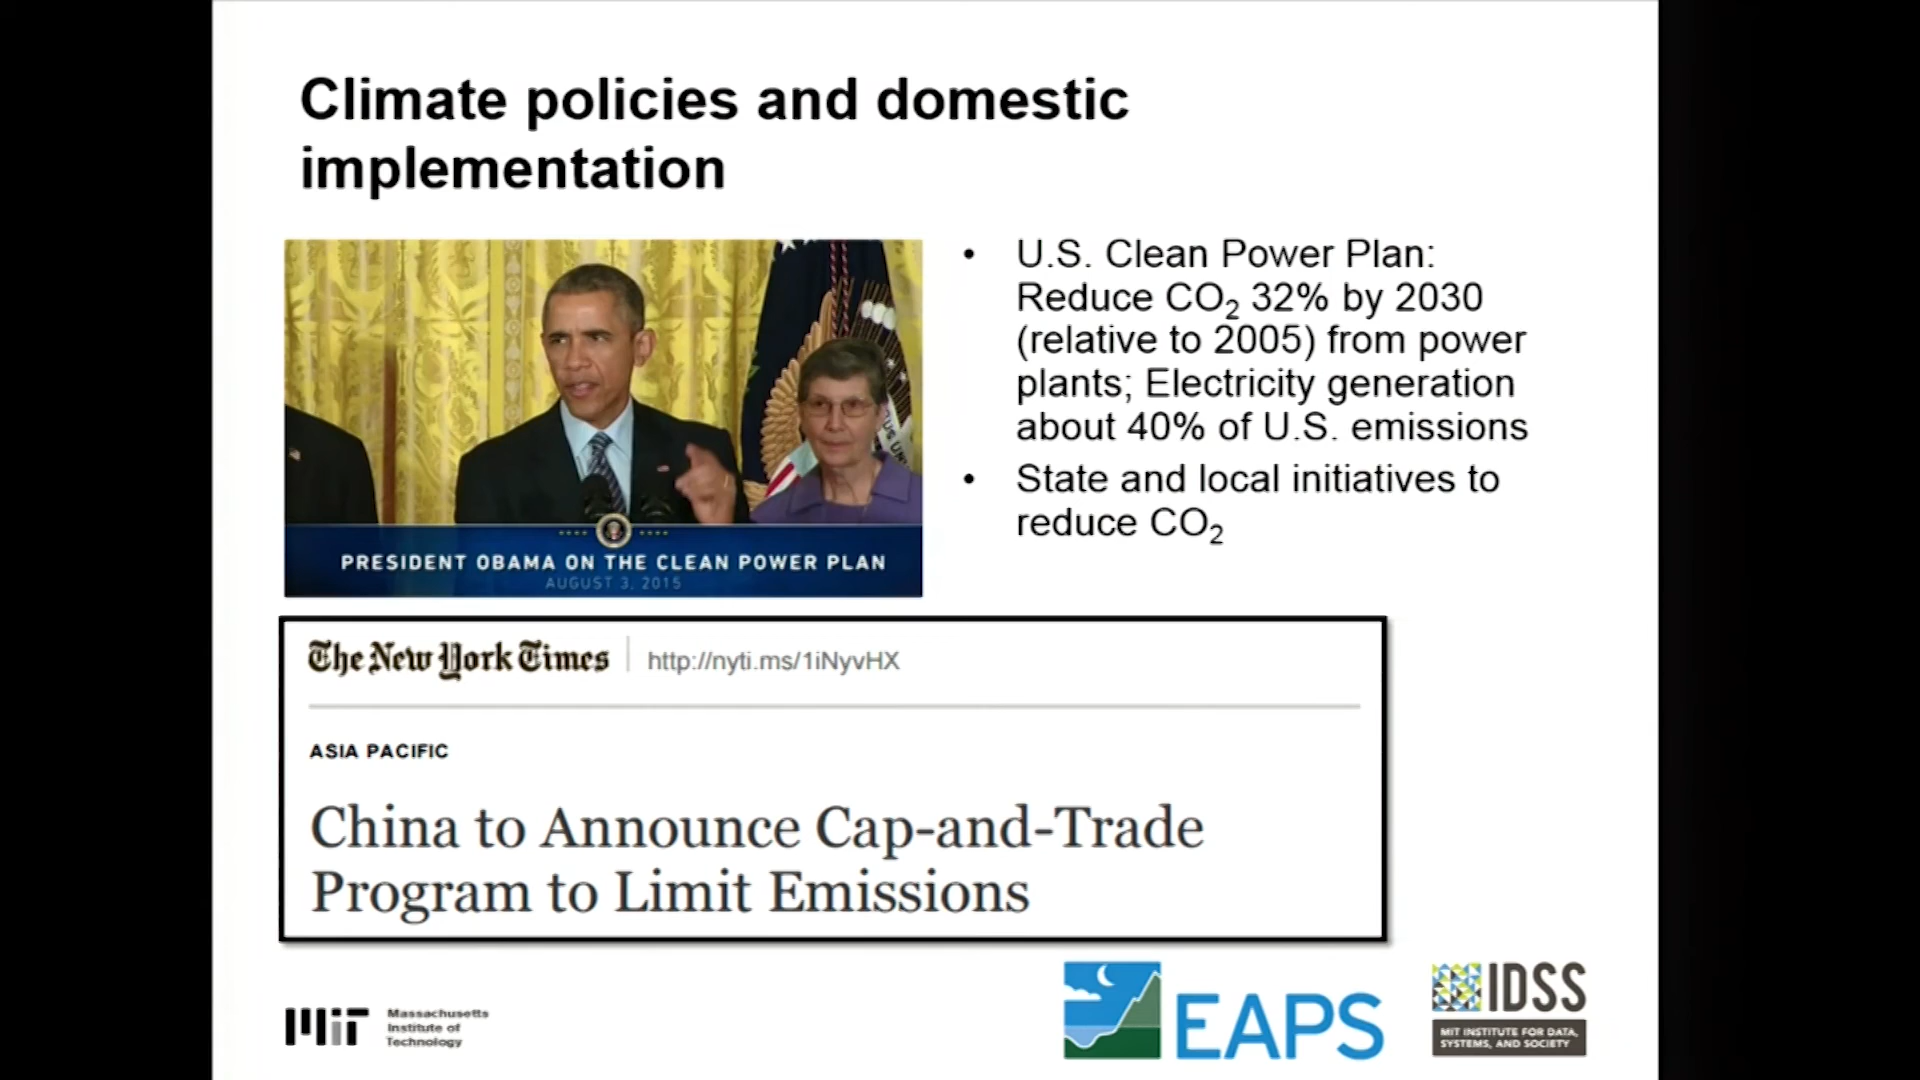 Climate policies and domestic
implementation
• U.S. Clean Power Plan:
Reduce CO₂ 32% by 2030
(relative to 2005) from power
plants; Electricity generation
about 40% of U.S. emissions
• State and local initiatives to
reduce CO₂
PRESIDENT OBAMA ON THE CLEAN POWER PLAN
AUGUST 3, 2015
The New York Times | http://nyti.ms/1iNyvHX
ASIA PACIFIC
China to Announce Cap-and-Trade
Program to Limit Emissions
MIT
Massachusetts
Institute of
Technology
EAPS
IDSS
MIT INSTITUTE FOR DATA,
SYSTEMS, AND SOCIETY